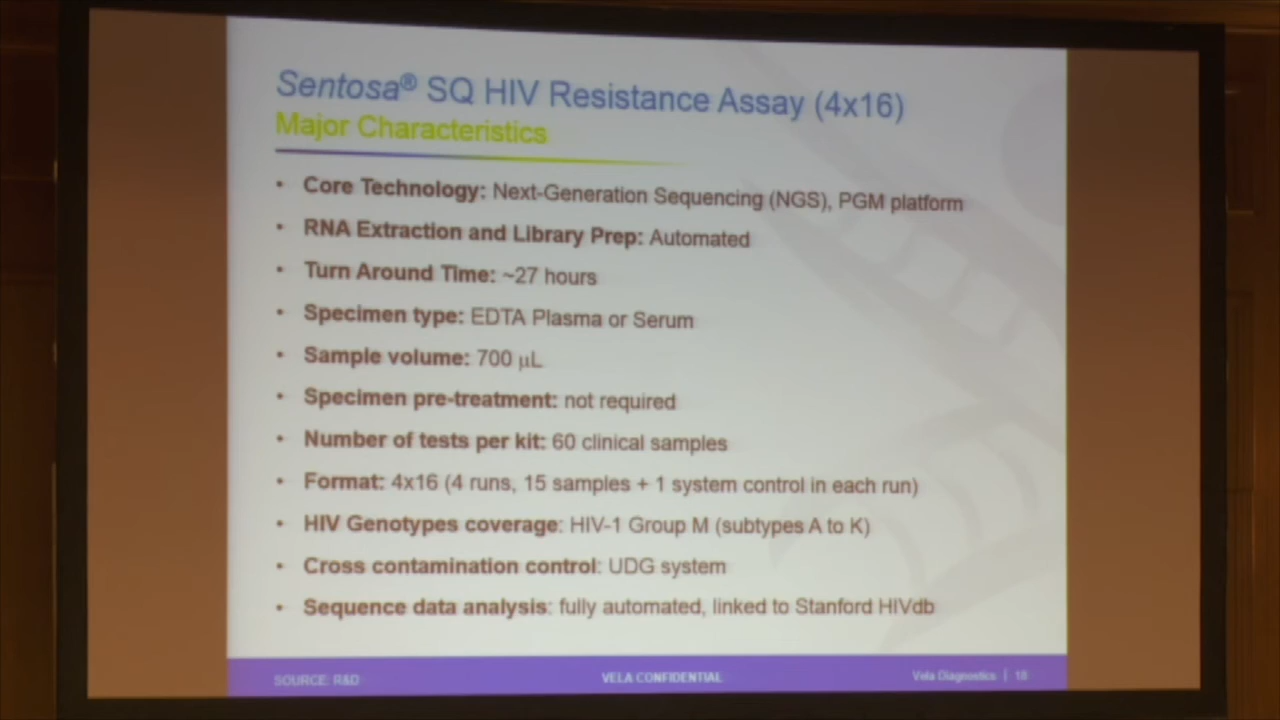 Sentosa® SQ HIV Resistance Assay (4x16)
Major Characteristics
• Core Technology: Next-Generation Sequencing (NGS), PGM platform
• RNA Extraction and Library Prep: Automated
• Turn Around Time: ~27 hours
• Specimen type: EDTA Plasma or Serum
• Sample volume: 700 µL
• Specimen pre-treatment: not required
• Number of tests per kit: 60 clinical samples
• Format: 4x16 (4 runs, 15 samples + 1 system control in each run)
• HIV Genotypes coverage: HIV-1 Group M (subtypes A to K)
• Cross contamination control: UDG system
• Sequence data analysis: fully automated, linked to Stanford HIVdb
SOURCE: R&D VELA CONFIDENTIAL Vela Diagnostics | 18